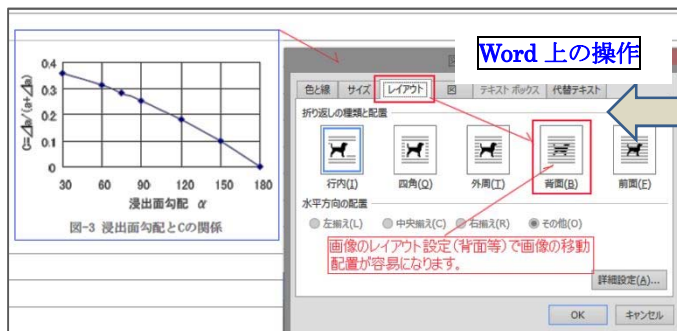 Word 上の操作
0.4
0.3
0.2
0.1
0
C=⊿a/(a+⊿a)
30 60 90 120 150 180
浸出面勾配 α
図-3 浸出面勾配とCの関係
色と線 サイズ レイアウト 図 テキスト ボックス 代替テキスト
折り返しの種類と配置
行内(I) 四角(Q) 外周(T) 背面(B) 前面(F)
水平方向の配置
左揃え(L) 中央揃え(C) 右揃え(R) その他(O)
画像のレイアウト設定(背面等)で画像の移動
配置が容易になります。
詳細設定(A)...
OK キャンセル